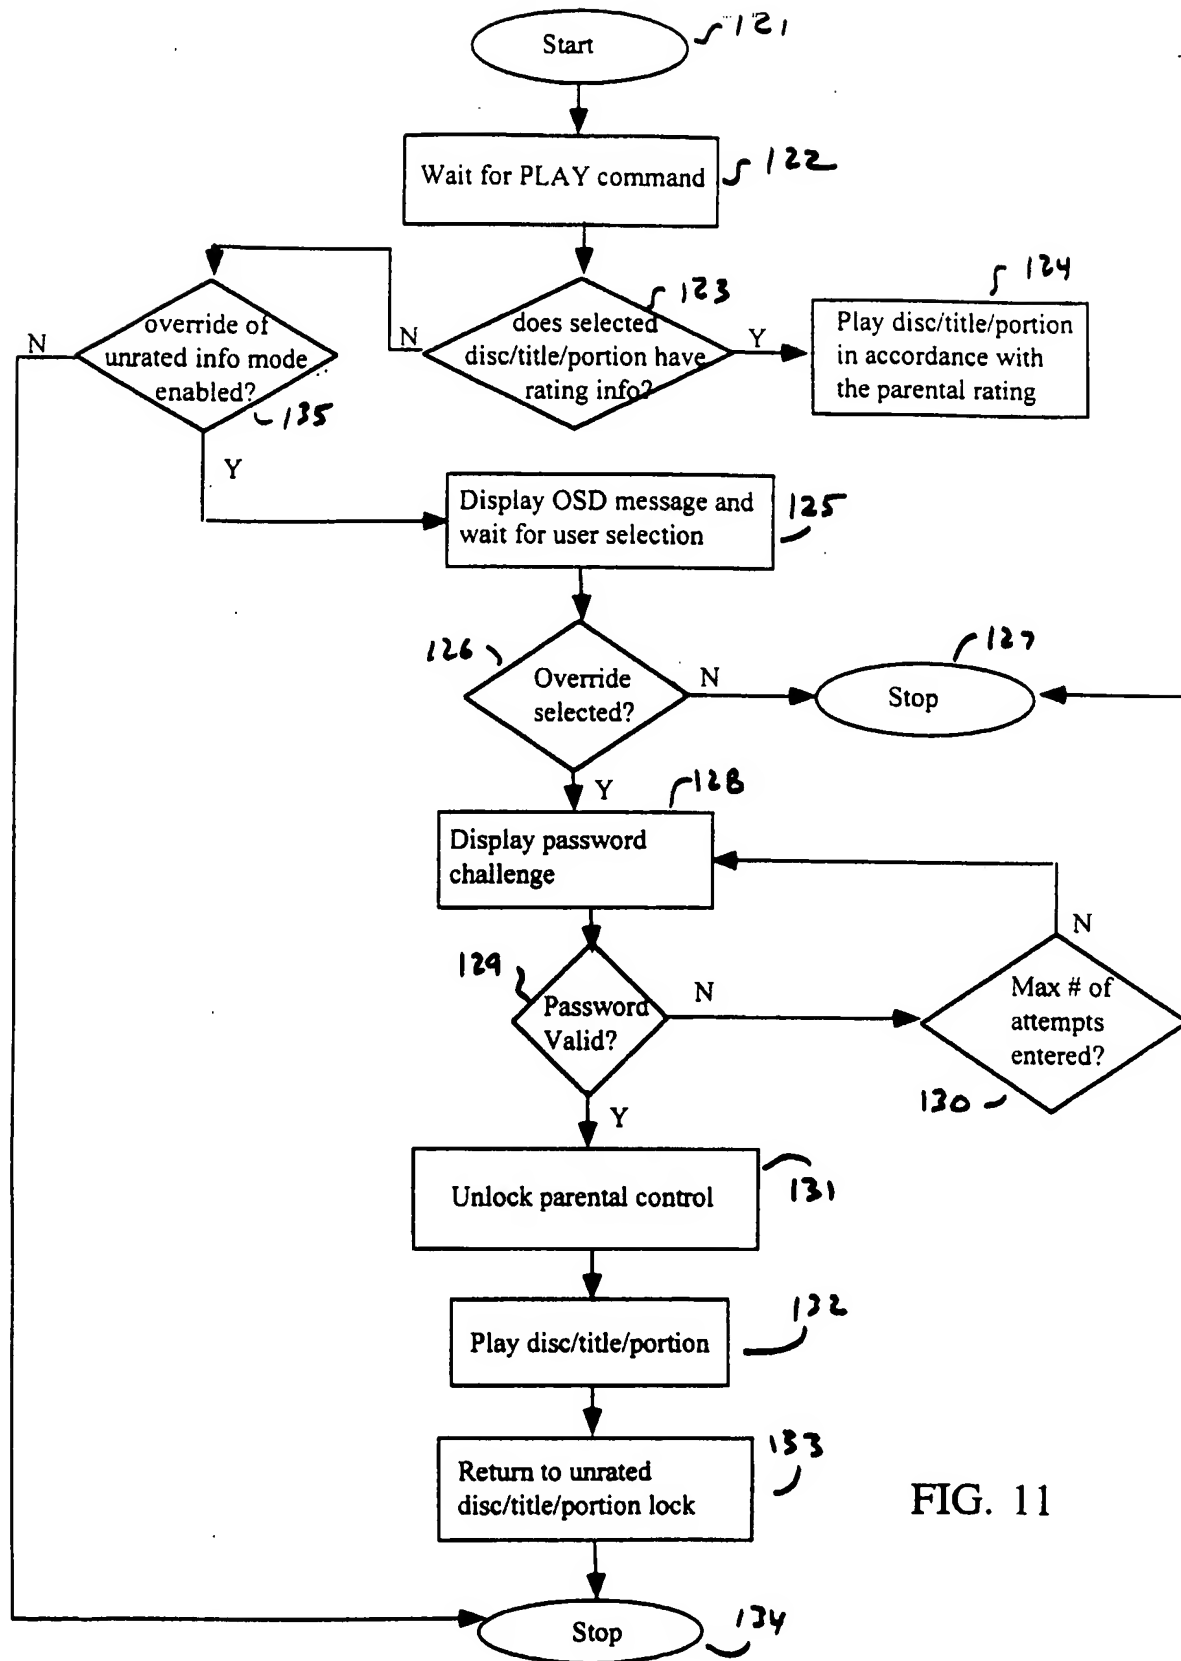 Start
121
Wait for PLAY command
122
123
124
override of
unrated info mode
enabled?
135
N
does selected
disc/title/portion have
rating info?
N
Y
Play disc/title/portion
in accordance with
the parental rating
Y
Display OSD message and
wait for user selection
125
126
Override
selected?
N
127
Stop
Y
128
Display password
challenge
N
129
Password
Valid?
N
Max # of
attempts
entered?
130
Y
Unlock parental control
131
Play disc/title/portion
132
Return to unrated
disc/title/portion lock
133
FIG. 11
Stop
134